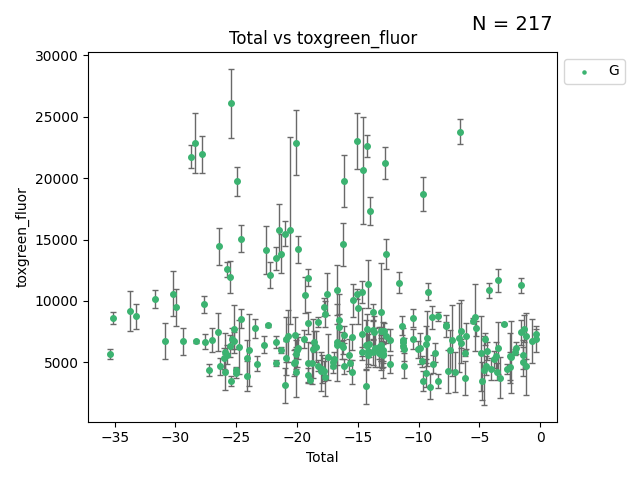 N = 217
Total vs toxgreen_fluor
G
30000
25000
20000
15000
10000
5000
toxgreen_fluor
−35 −30 −25 −20 −15 −10 −5 0
Total